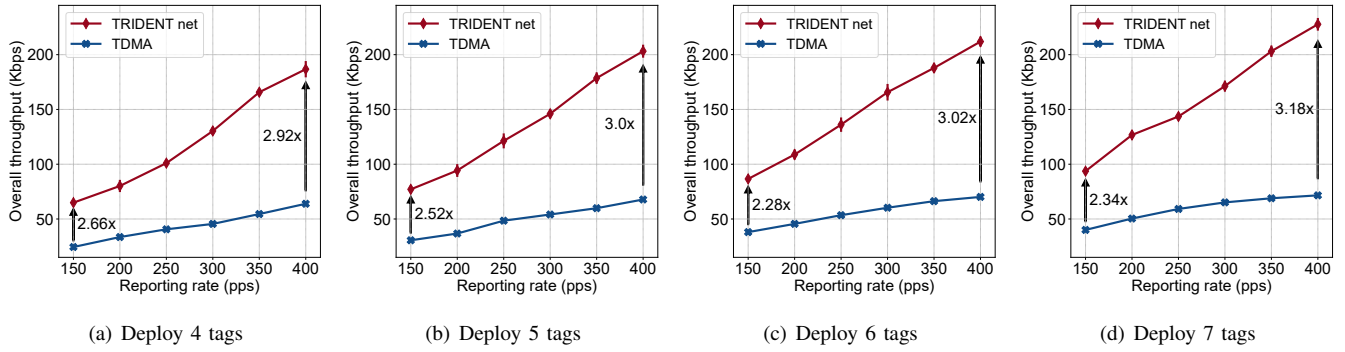 Overall throughput (Kbps)
200
150
100
50
TRIDENT net
TDMA
2.66x
2.92x
150 200 250 300 350 400
Reporting rate (pps)
(a) Deploy 4 tags
Overall throughput (Kbps)
200
150
100
50
TRIDENT net
TDMA
2.52x
3.0x
150 200 250 300 350 400
Reporting rate (pps)
(b) Deploy 5 tags
Overall throughput (Kbps)
200
150
100
50
TRIDENT net
TDMA
2.28x
3.02x
150 200 250 300 350 400
Reporting rate (pps)
(c) Deploy 6 tags
Overall throughput (Kbps)
200
150
100
50
TRIDENT net
TDMA
2.34x
3.18x
150 200 250 300 350 400
Reporting rate (pps)
(d) Deploy 7 tags